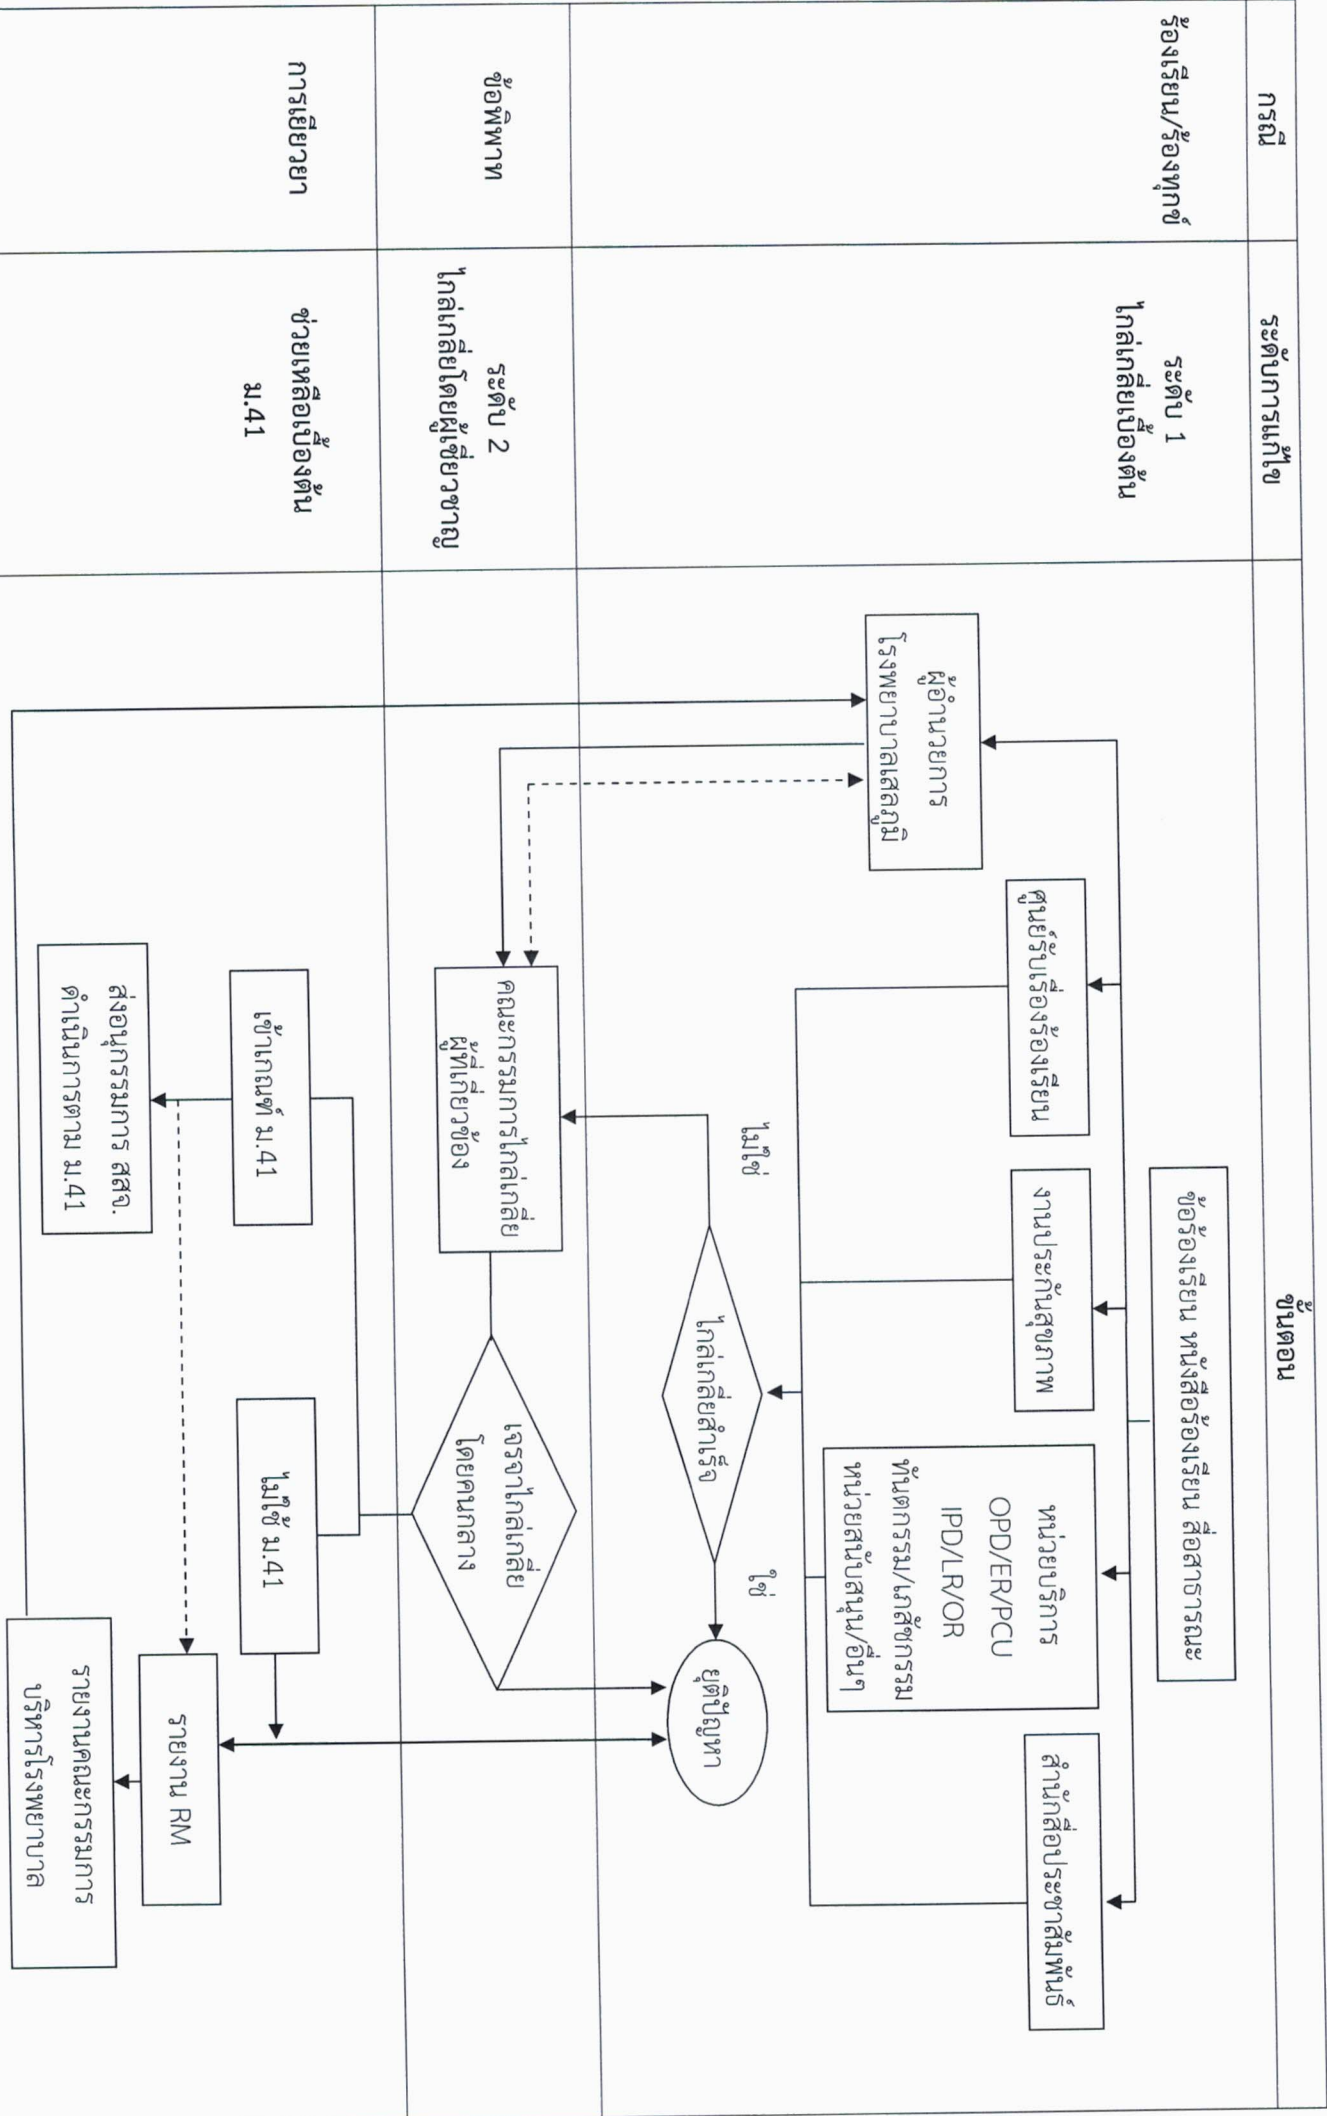 กรณี
ระดับการแก้ไข
ขั้นตอน
ร้องเรียน/ร้องทุกข์
ระดับ 1
ไกล่เกลี่ยเบื้องต้น
ข้อร้องเรียน หนังสือร้องเรียน สื่อสาธารณะ
ผู้อำนวยการ
โรงพยาบาลเสลภูมิ
ศูนย์รับเรื่องร้องเรียน
งานประกันสุขภาพ
หน่วยบริการ
OPD/ER/PCU
IPD/LR/OR
ทันตกรรม/เภสัชกรรม
หน่วยสนับสนุน/อื่นๆ
สำนักสื่อประชาสัมพันธ์
ไม่ใช่
ไกล่เกลี่ยสำเร็จ
ใช่
ยุติปัญหา
ข้อพิพาท
ระดับ 2
ไกล่เกลี่ยโดยผู้เชี่ยวชาญ
คณะกรรมการไกล่เกลี่ย
ผู้ที่เกี่ยวข้อง
เจรจาไกล่เกลี่ย
โดยคนกลาง
การเยียวยา
ช่วยเหลือเบื้องต้น
ม.41
เข้าเกณฑ์ ม.41
ไม่ใช้ ม.41
รายงาน RM
ส่งอนุกรรมการ สสจ.
ดำเนินการตาม ม.41
รายงานคณะกรรมการ
บริหารโรงพยาบาล